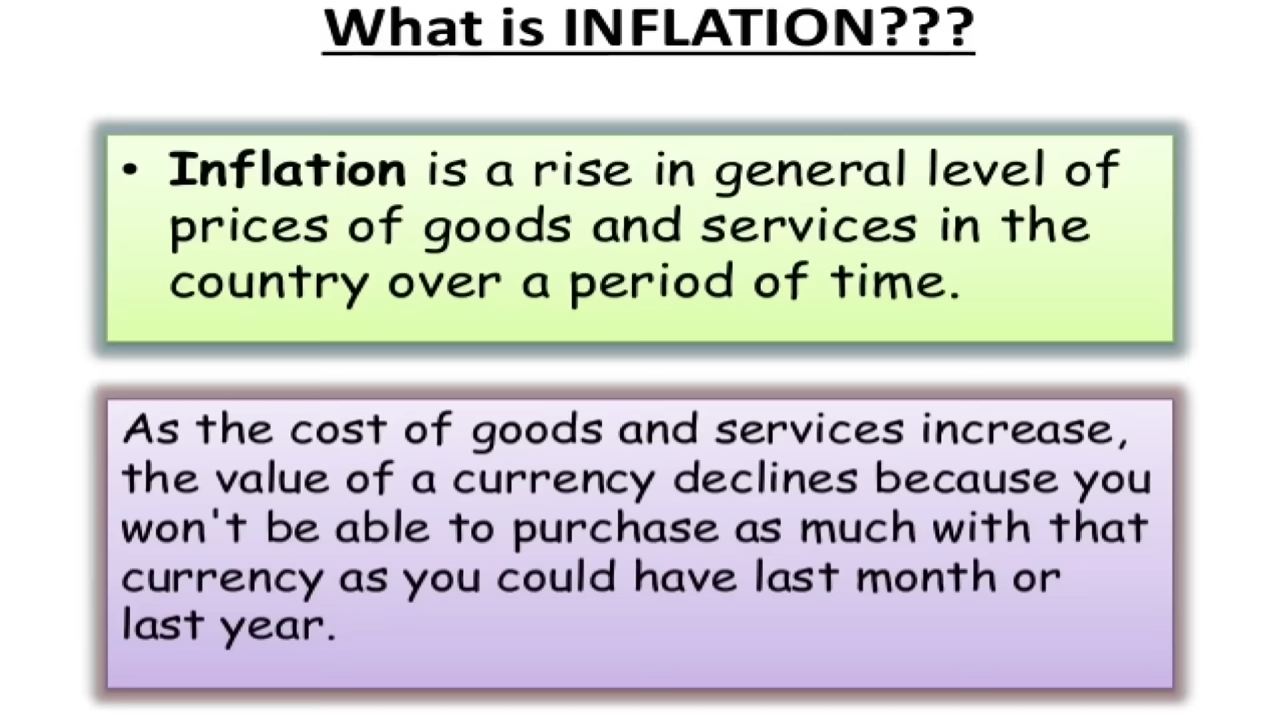 What is INFLATION???
• Inflation is a rise in general level of
prices of goods and services in the
country over a period of time.
As the cost of goods and services increase,
the value of a currency declines because you
won't be able to purchase as much with that
currency as you could have last month or
last year.